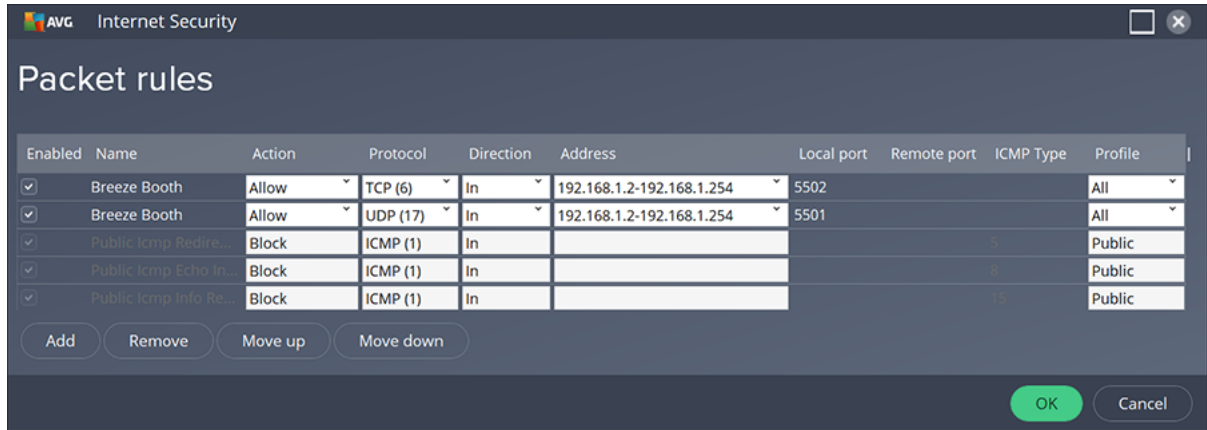 AVG Internet Security
Packet rules
Enabled Name Action Protocol Direction Address Local port Remote port ICMP Type Profile
Breeze Booth Allow TCP (6) In 192.168.1.2-192.168.1.254 5502 All
Breeze Booth Allow UDP (17) In 192.168.1.2-192.168.1.254 5501 All
Public Icmp Redire... Block ICMP (1) In 5 Public
Public Icmp Echo In... Block ICMP (1) In 8 Public
Public Icmp Info Re... Block ICMP (1) In 15 Public
Add Remove Move up Move down
OK Cancel